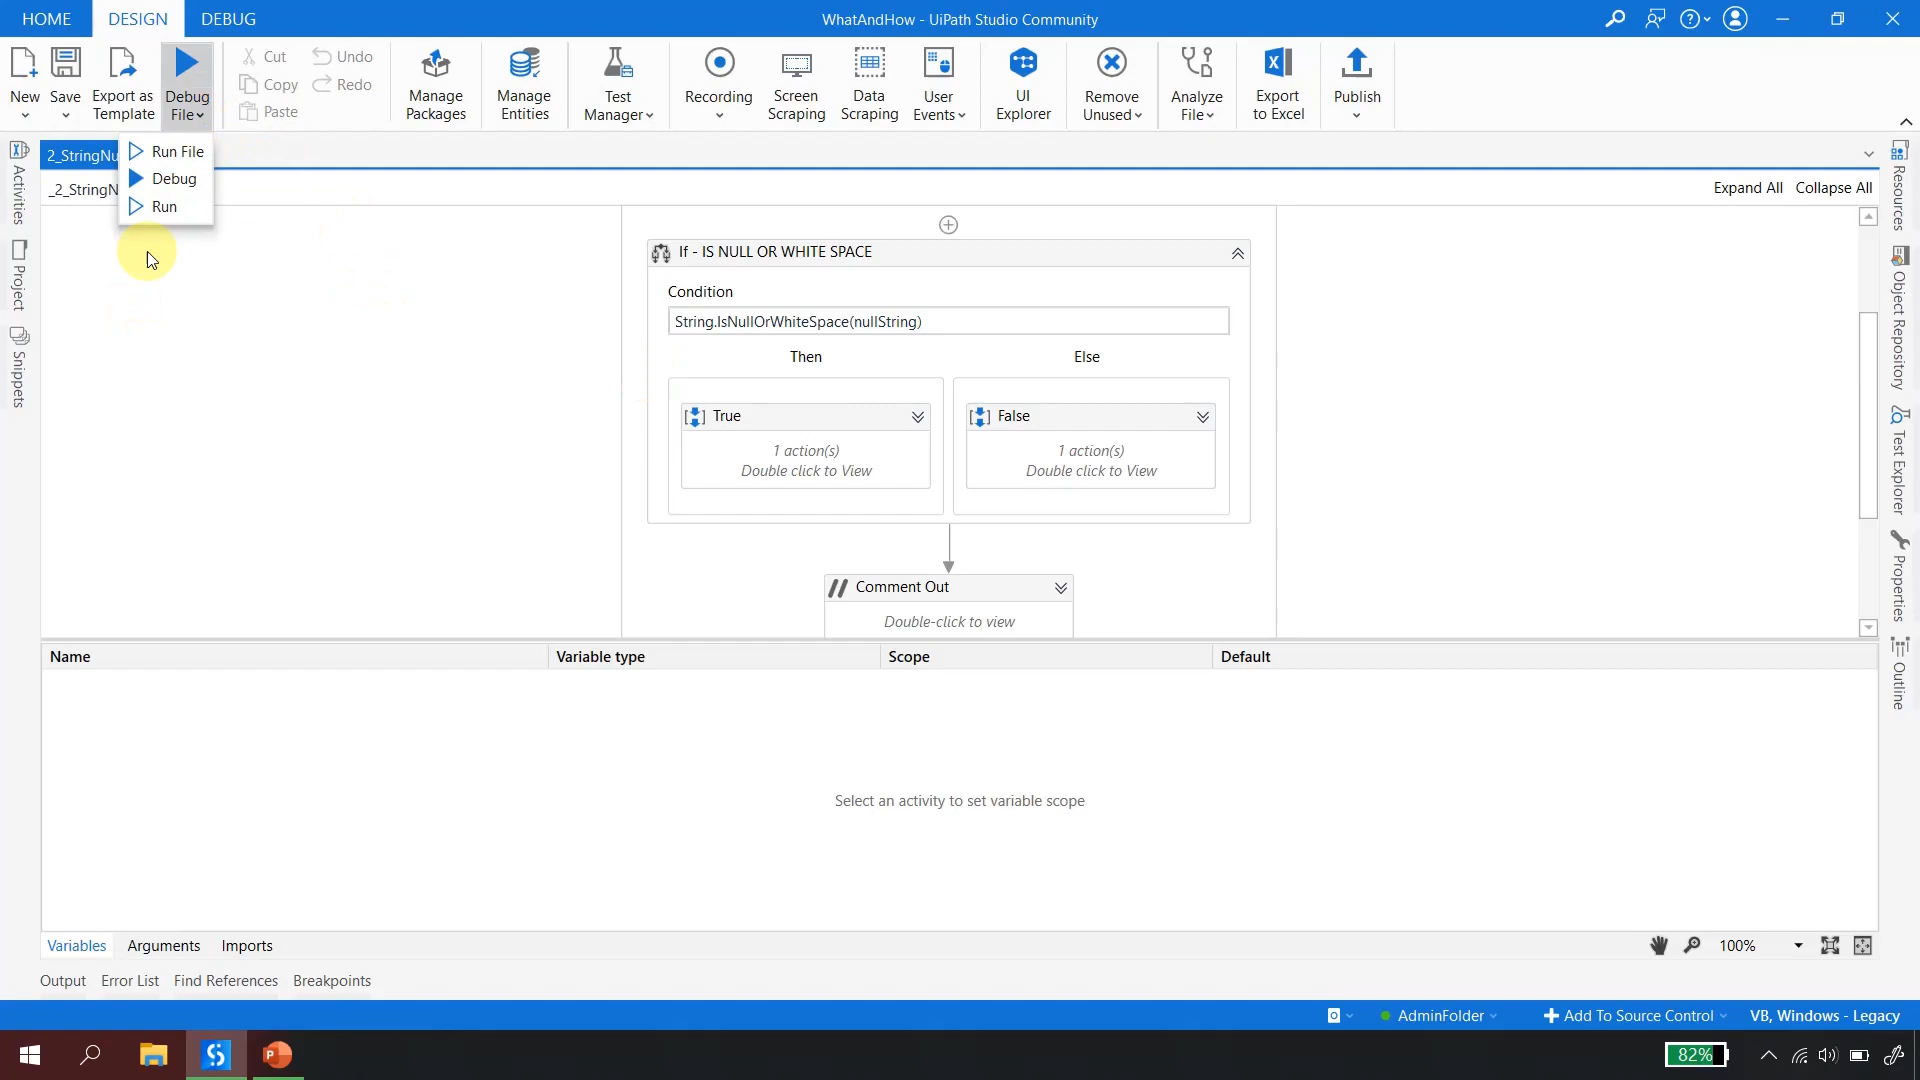 HOME
DESIGN
DEBUG
WhatAndHow - UiPath Studio Community
New
Save
Export as
Template
Debug
File
Cut
Copy
Paste
Undo
Redo
Manage
Packages
Manage
Entities
Test
Manager
Recording
Screen
Scraping
Data
Scraping
User
Events
UI
Explorer
Remove
Unused
Analyze
File
Export
to Excel
Publish
2_StringNu
Run File
Debug
Run
_2_StringN
Expand All
Collapse All
Activities
Project
Snippets
Resources
Object Repository
Test Explorer
Properties
Outline
If - IS NULL OR WHITE SPACE
Condition
String.IsNullOrWhiteSpace(nullString)
Then
Else
True
1 action(s)
Double click to View
False
1 action(s)
Double click to View
// Comment Out
Double-click to view
Name
Variable type
Scope
Default
Select an activity to set variable scope
Variables
Arguments
Imports
100%
Output
Error List
Find References
Breakpoints
AdminFolder
Add To Source Control
VB, Windows - Legacy
82%